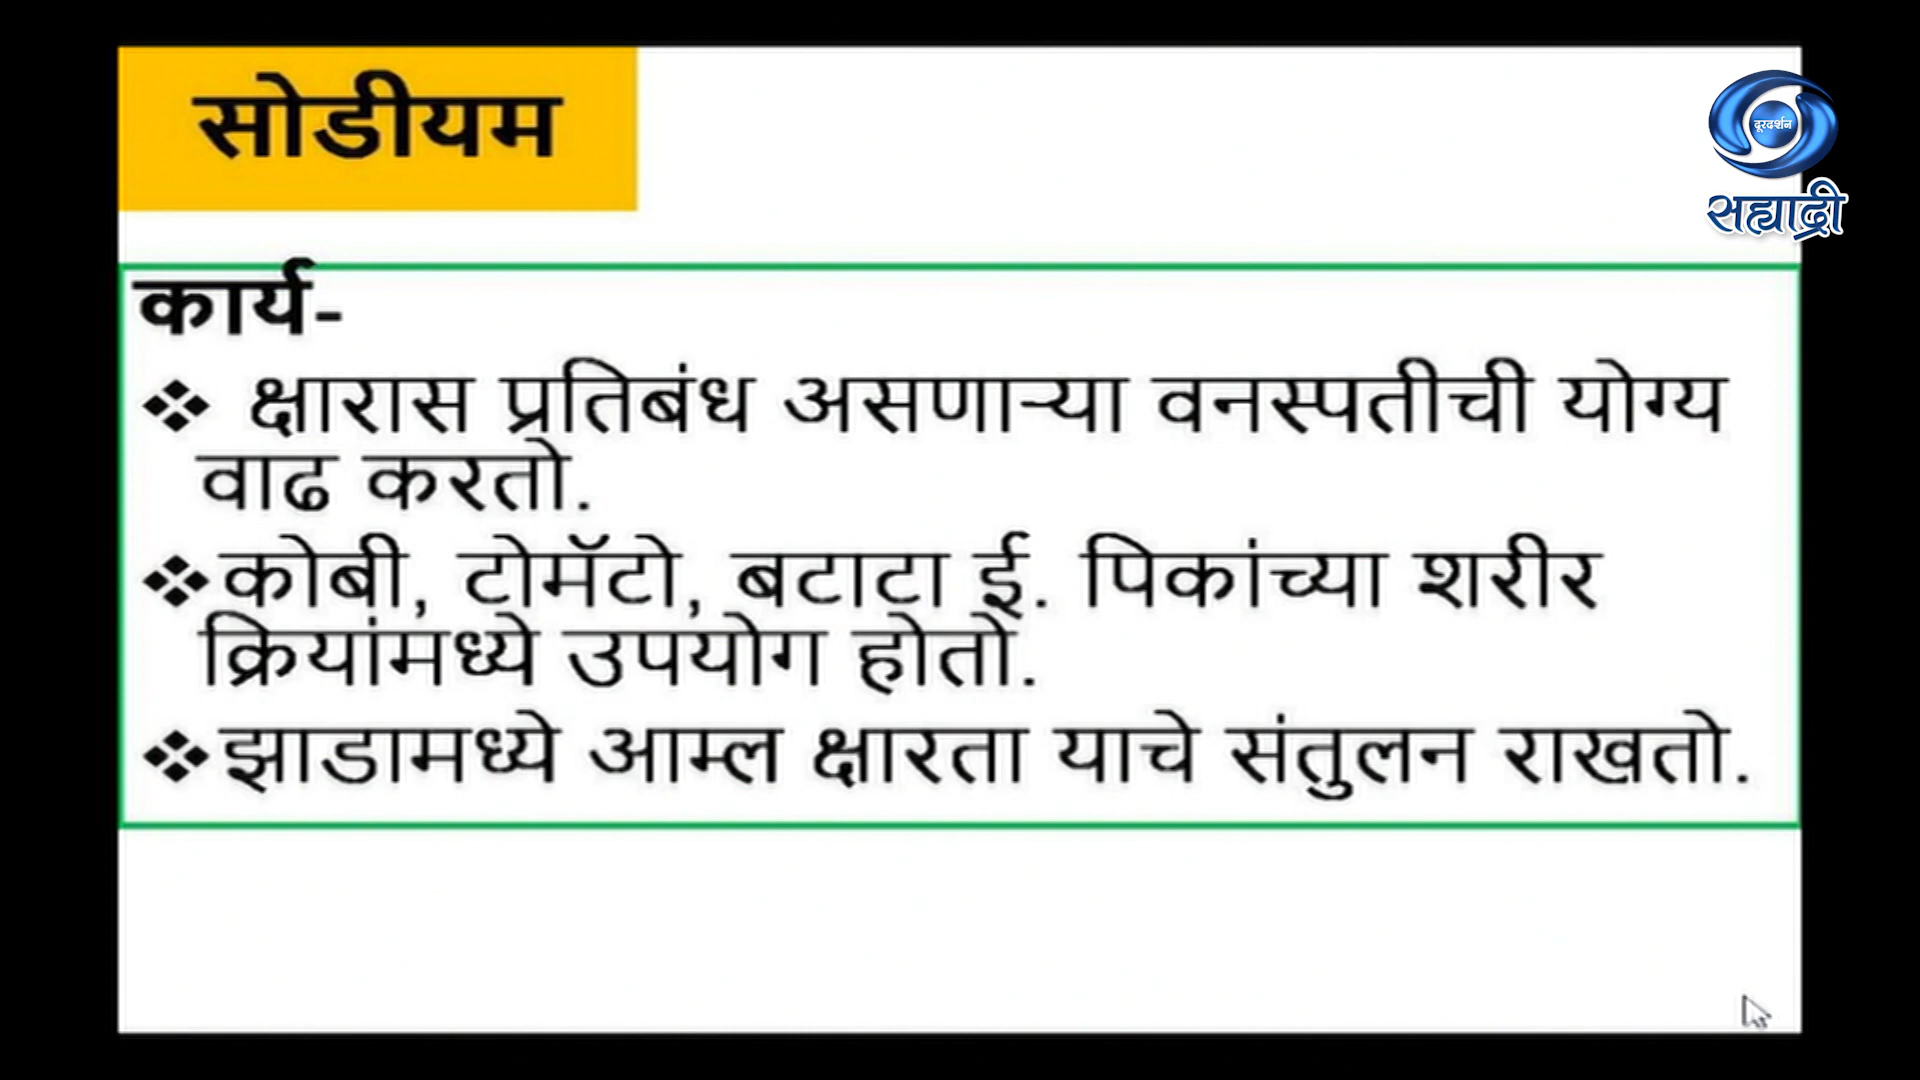 सोडीयम
दूरदर्शन
सह्याद्री
कार्य-
❖ क्षारास प्रतिबंध असणाऱ्या वनस्पतीची योग्य
वाढ करतो.
❖कोबी, टोमॅटो, बटाटा ई. पिकांच्या शरीर
क्रियांमध्ये उपयोग होतो.
❖झाडामध्ये आम्ल क्षारता याचे संतुलन राखतो.